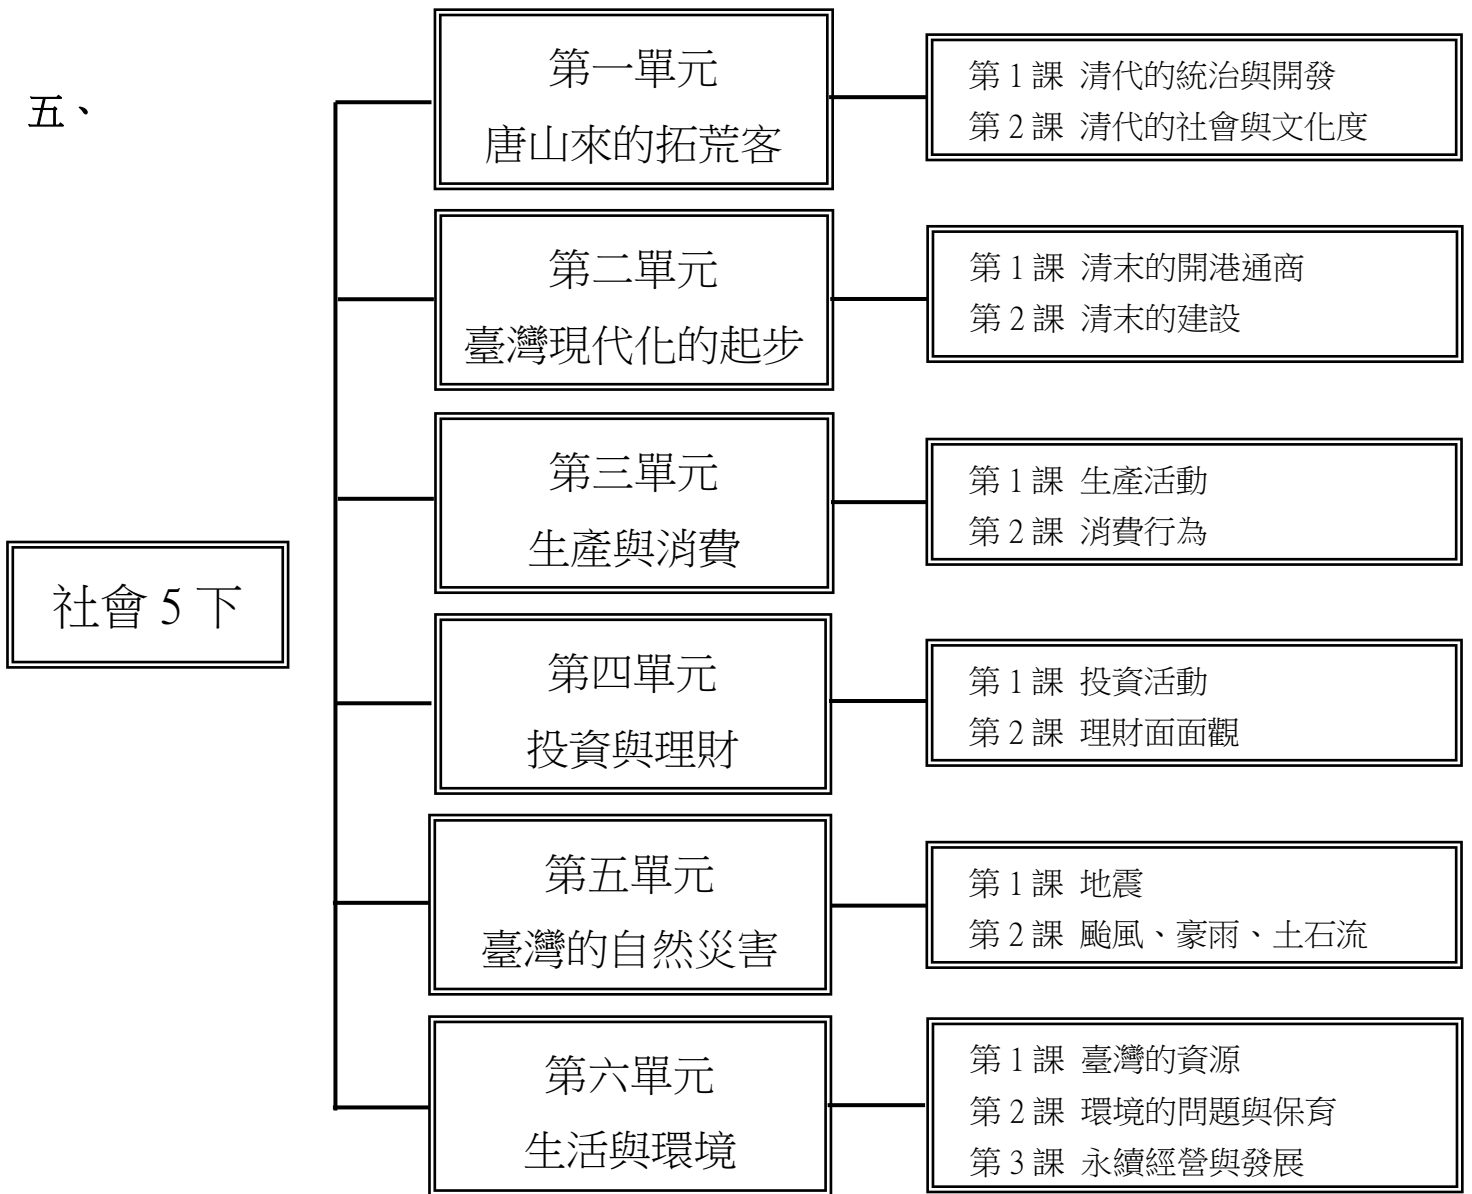 五、
社會 5 下
第一單元
唐山來的拓荒客
第 1 課 清代的統治與開發
第 2 課 清代的社會與文化度
第二單元
臺灣現代化的起步
第 1 課 清末的開港通商
第 2 課 清末的建設
第三單元
生產與消費
第 1 課 生產活動
第 2 課 消費行為
第四單元
投資與理財
第 1 課 投資活動
第 2 課 理財面面觀
第五單元
臺灣的自然災害
第 1 課 地震
第 2 課 颱風、豪雨、土石流
第六單元
生活與環境
第 1 課 臺灣的資源
第 2 課 環境的問題與保育
第 3 課 永續經營與發展